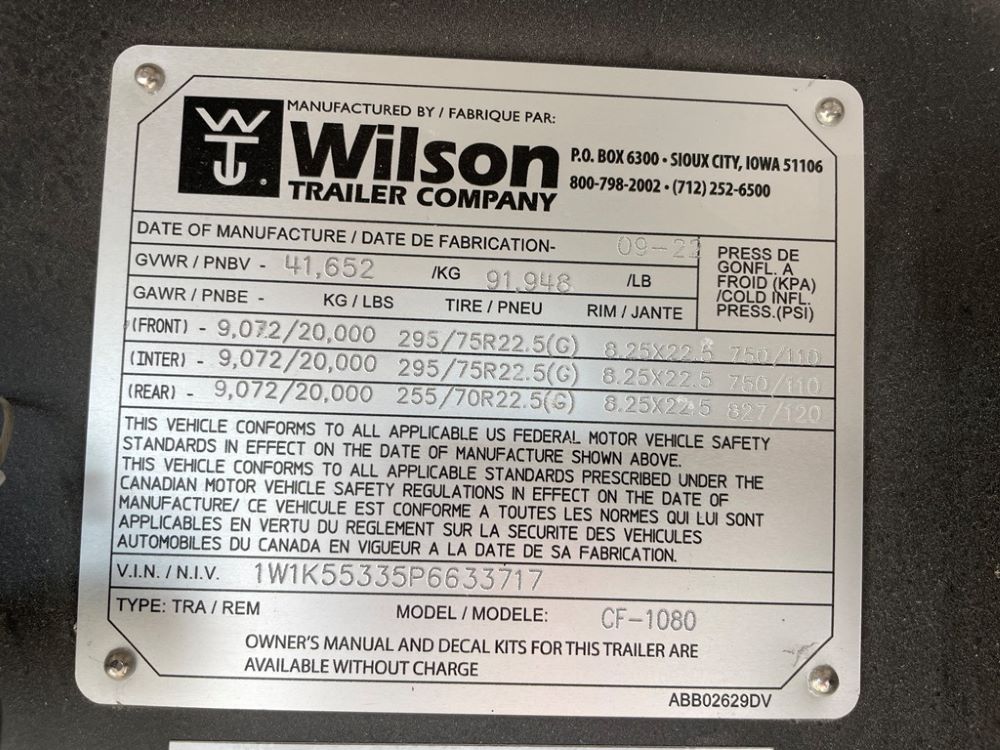 MANUFACTURED BY / FABRIQUE PAR:
WTJ Wilson
TRAILER COMPANY
P.O. BOX 6300 • SIOUX CITY, IOWA 51106
800-798-2002 • (712) 252-6500
DATE OF MANUFACTURE / DATE DE FABRICATION- 09-22
GVWR / PNBV - 41,652 /KG 91,948 /LB
PRESS DE
GONFL. A
FROID (KPA)
/COLD INFL.
PRESS.(PSI)
GAWR / PNBE - KG / LBS TIRE / PNEU RIM / JANTE
(FRONT) - 9,072/20,000 295/75R22.5(G) 8.25X22.5 750/110
(INTER) - 9,072/20,000 295/75R22.5(G) 8.25X22.5 750/110
(REAR) - 9,072/20,000 255/70R22.5(G) 8.25X22.5 827/120
THIS VEHICLE CONFORMS TO ALL APPLICABLE US FEDERAL MOTOR VEHICLE SAFETY
STANDARDS IN EFFECT ON THE DATE OF MANUFACTURE SHOWN ABOVE.
THIS VEHICLE CONFORMS TO ALL APPLICABLE STANDARDS PRESCRIBED UNDER THE
CANADIAN MOTOR VEHICLE SAFETY REGULATIONS IN EFFECT ON THE DATE OF
MANUFACTURE/ CE VEHICULE EST CONFORME A TOUTES LES NORMES QUI LUI SONT
APPLICABLES EN VERTU DU REGLEMENT SUR LA SECURITE DES VEHICULES
AUTOMOBILES DU CANADA EN VIGUEUR A LA DATE DE SA FABRICATION.
V.I.N. / N.I.V. 1W1K55335P6633717
TYPE: TRA / REM MODEL / MODELE: CF-1080
OWNER'S MANUAL AND DECAL KITS FOR THIS TRAILER ARE
AVAILABLE WITHOUT CHARGE
ABB02629DV